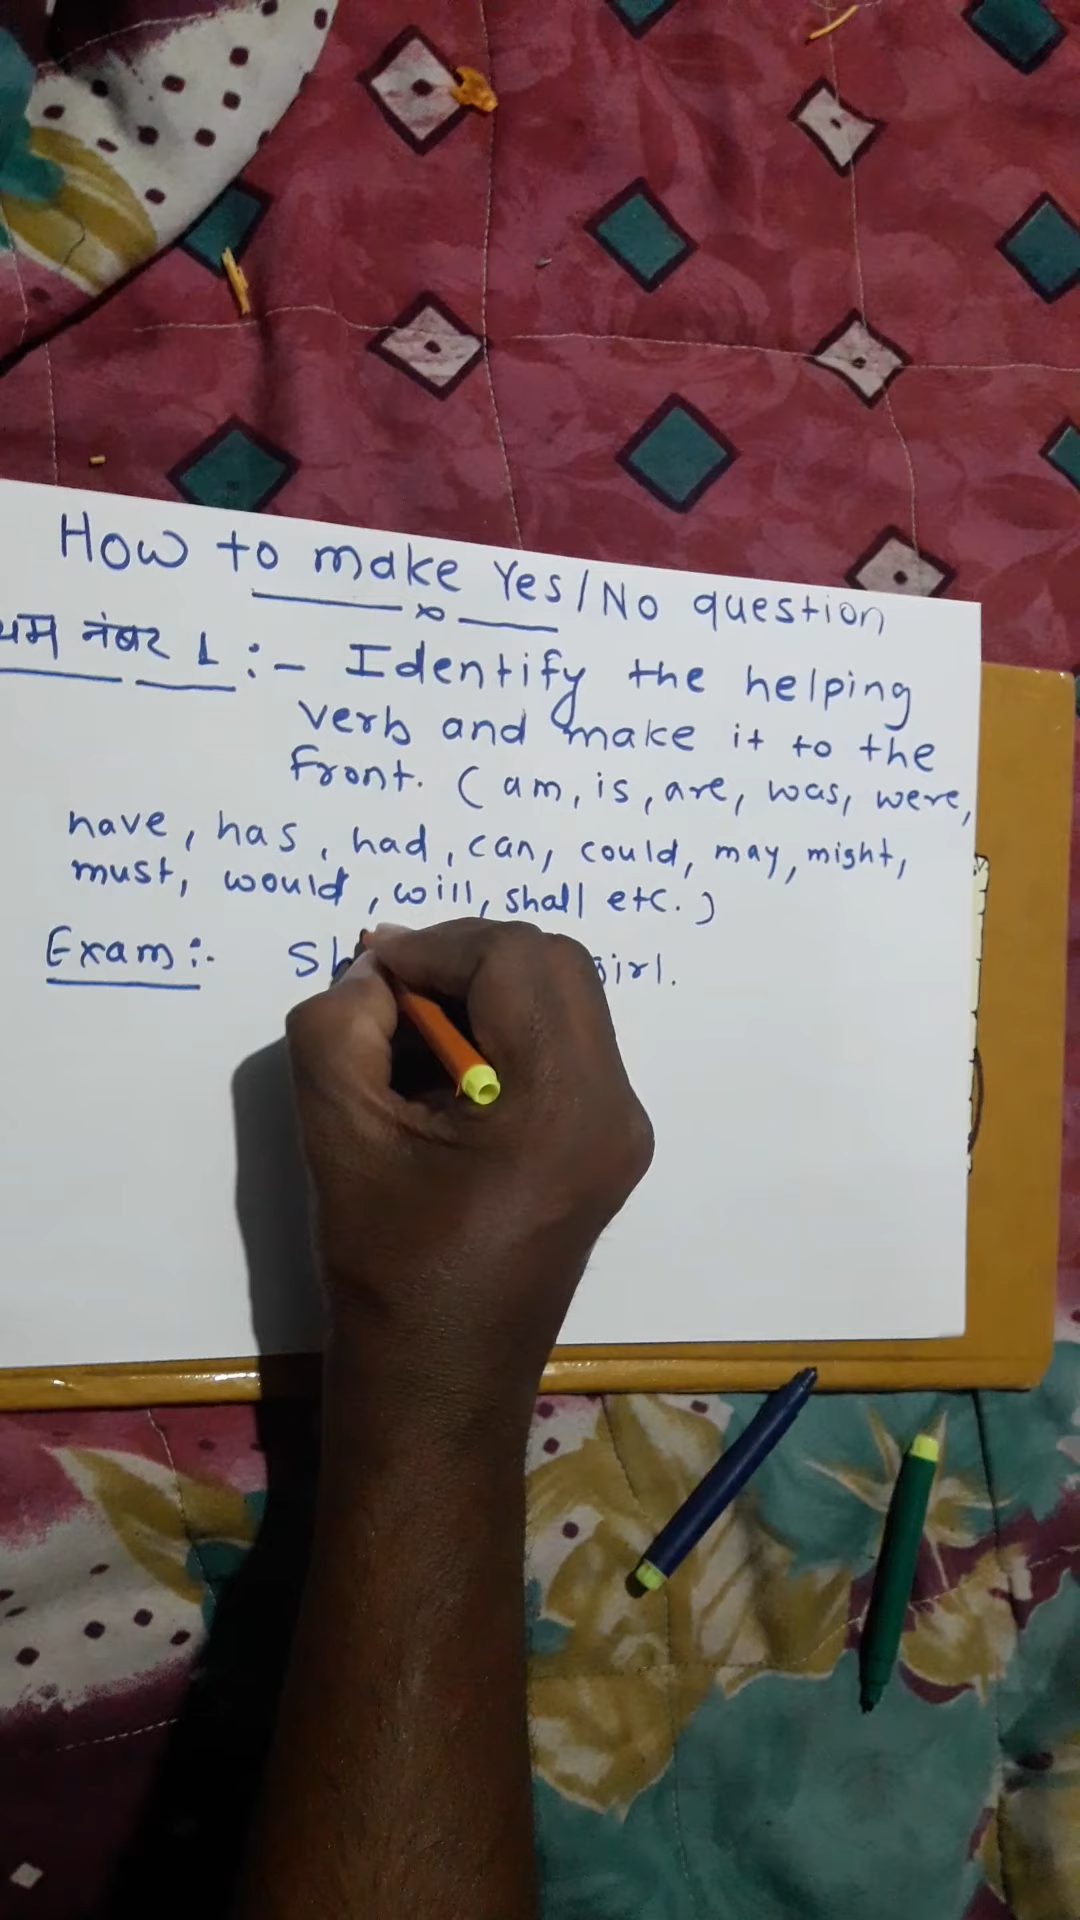 How to make Yes/No question
नंबर 1 :- Identify the helping
verb and make it to the
front. (am, is, are, was, were,
have, has, had, can, could, may, might,
must, would, will, shall etc.)
Exam :- girl.